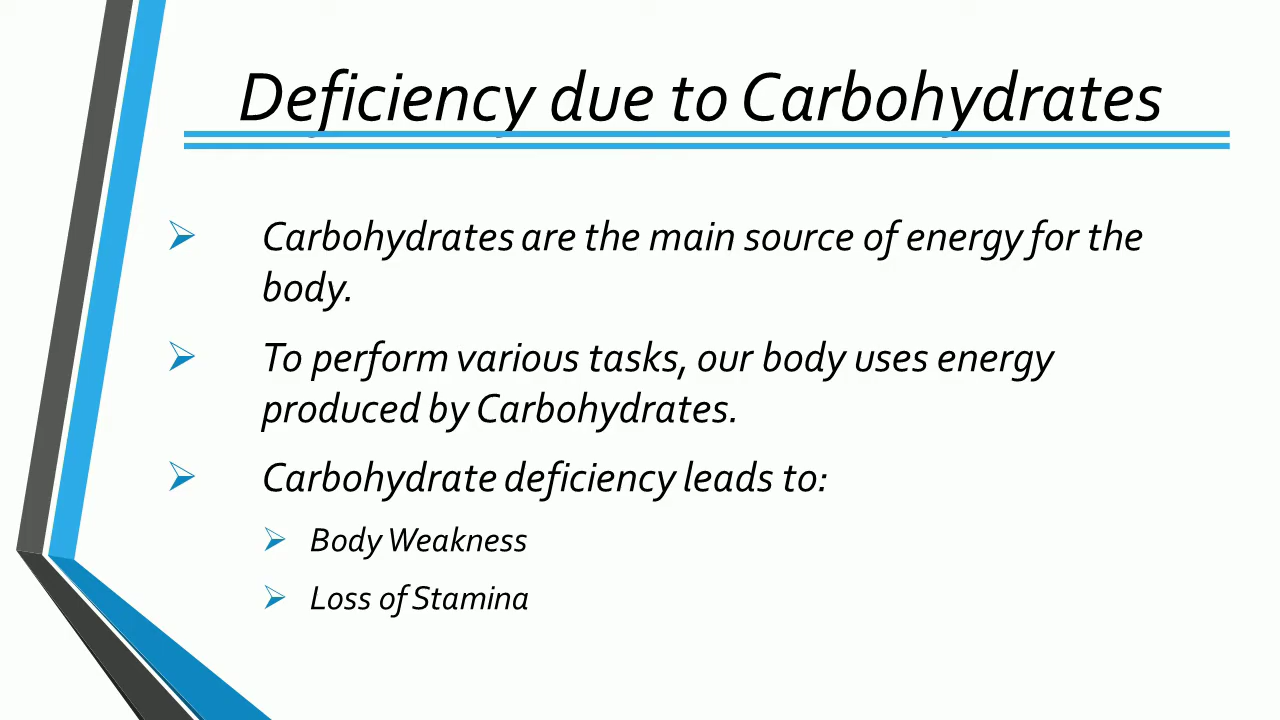 Deficiency due to Carbohydrates
Carbohydrates are the main source of energy for the
body.
To perform various tasks, our body uses energy
produced by Carbohydrates.
Carbohydrate deficiency leads to:
Body Weakness
Loss of Stamina